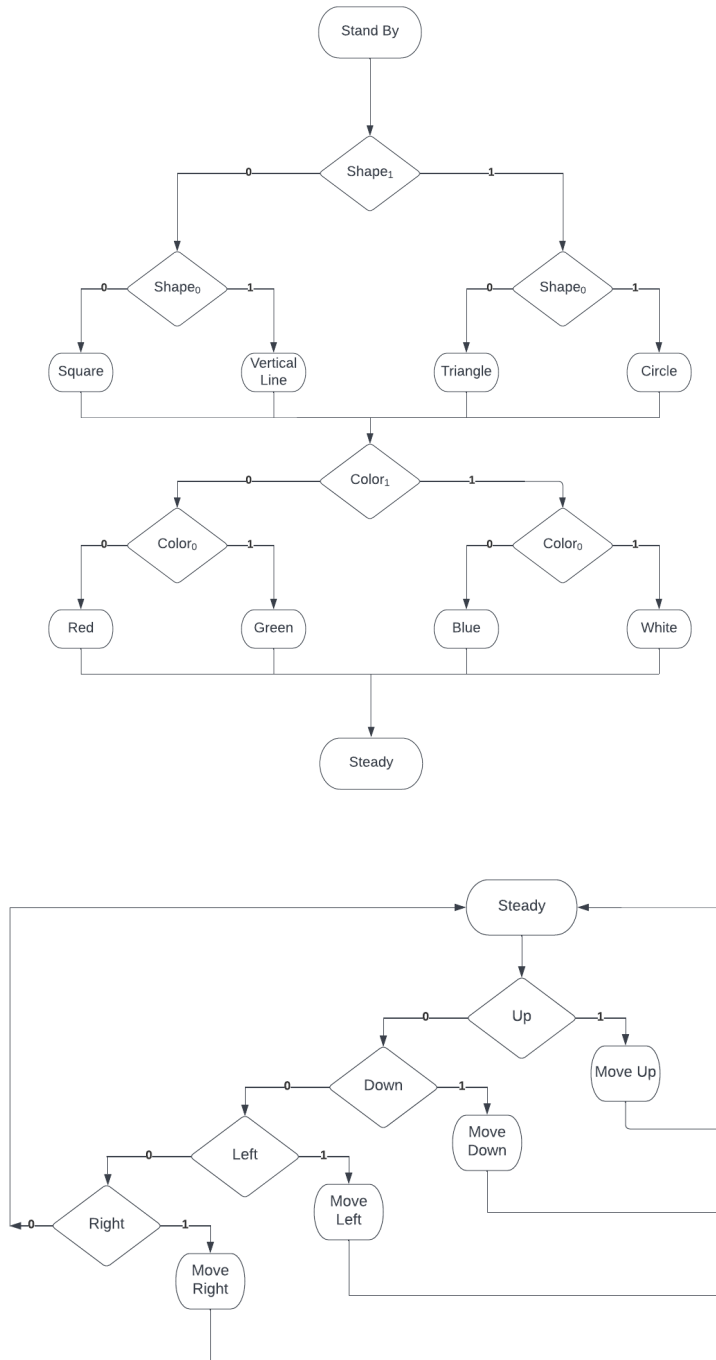 Stand By
Shape₁
0
1
Shape₀
Shape₀
0
1
0
1
Square
Vertical
Line
Triangle
Circle
Color₁
0
1
Color₀
Color₀
0
1
0
1
Red
Green
Blue
White
Steady
Steady
Up
0
1
Move Up
Down
0
1
Move
Down
Left
0
1
Move
Left
Right
0
1
Move
Right